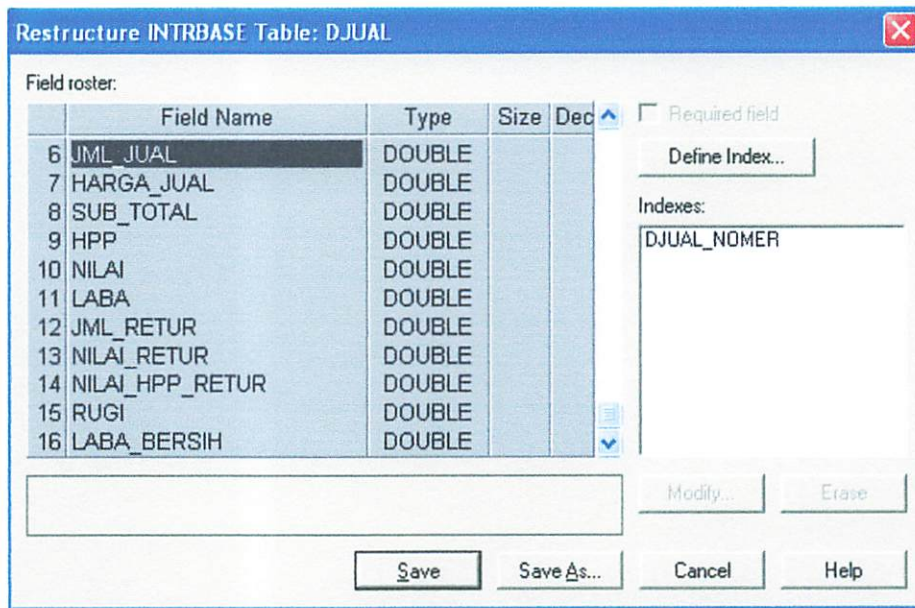 Restructure INTRBASE Table: DJUAL
Field roster:
Field Name Type Size Dec
6 JML_JUAL DOUBLE
7 HARGA_JUAL DOUBLE
8 SUB_TOTAL DOUBLE
9 HPP DOUBLE
10 NILAI DOUBLE
11 LABA DOUBLE
12 JML_RETUR DOUBLE
13 NILAI_RETUR DOUBLE
14 NILAI_HPP_RETUR DOUBLE
15 RUGI DOUBLE
16 LABA_BERSIH DOUBLE
Required field
Define Index...
Indexes:
DJUAL_NOMER
Modify... Erase
Save Save As... Cancel Help